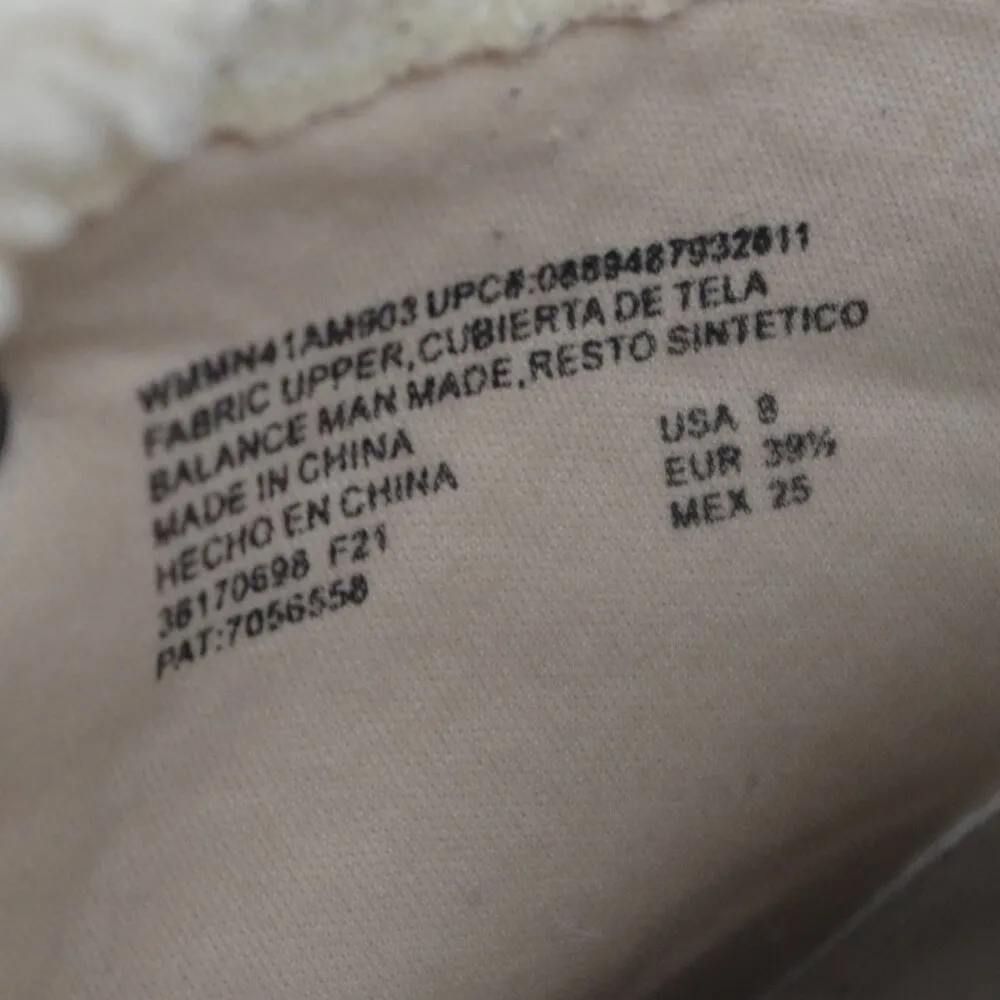 WMMN41AM903 UPC#:0889487932611
FABRIC UPPER,CUBIERTA DE TELA
BALANCE MAN MADE,RESTO SINTETICO
MADE IN CHINA
HECHO EN CHINA
36170698 F21
PAT:7056558
USA 8
EUR 39½
MEX 25